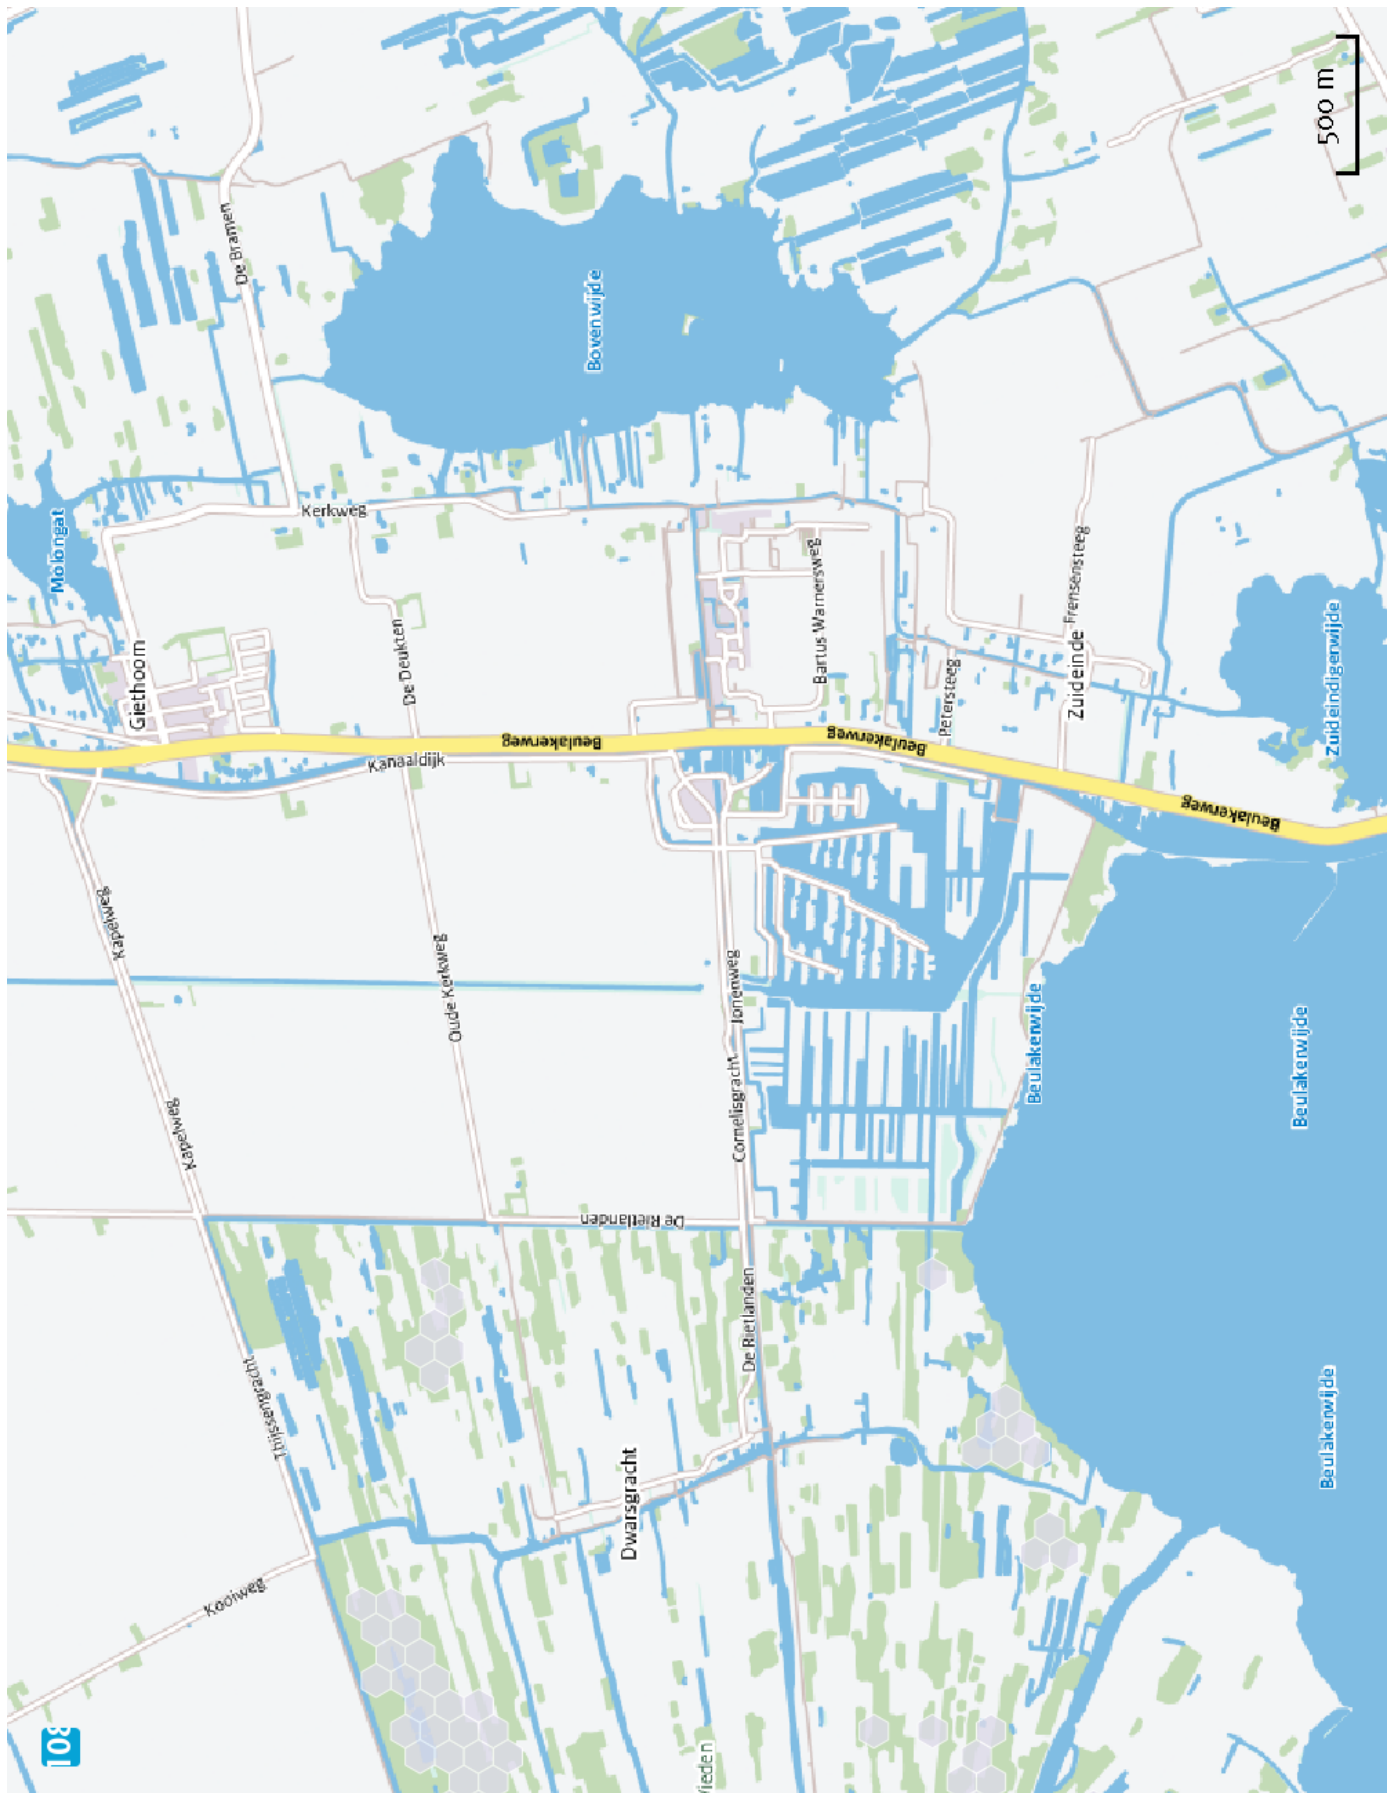 500 m
De Bramen
Bovenwijde
Kerkweg
Molengat
Giethoorn
De Deukten
Bartus Warnersweg
Petersteeg
Frensensteeg
Zuideinde
Zuideindigerwijde
Kanaaldijk
Beulakerweg
Beulakerweg
Beulakerweg
Kapelweg
Kapelweg
Oude Kerkweg
Jonenweg
Cornelisgracht
Beulakerwijde
Beulakerwijde
Beulakerwijde
De Rietlanden
De Rietlanden
Thijssengracht
Dwarsgracht
Kooiweg
108
Vieden